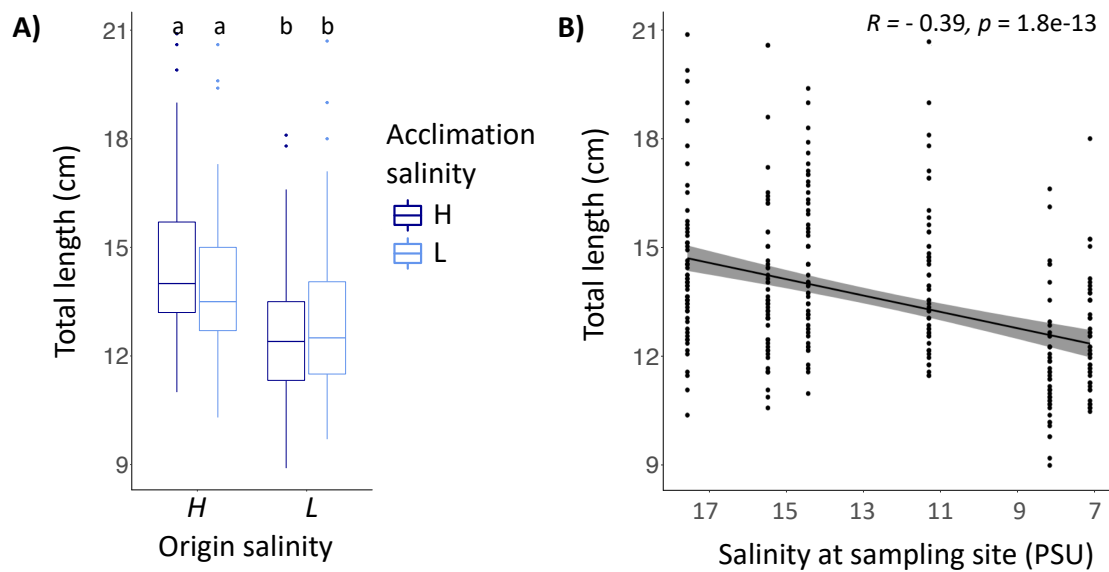 A)
a a b b
21
18
15
12
9
Total length (cm)
H L
Origin salinity
Acclimation
salinity
H
L
B)
R = - 0.39, p = 1.8e-13
21
18
15
12
9
Total length (cm)
17 15 13 11 9 7
Salinity at sampling site (PSU)